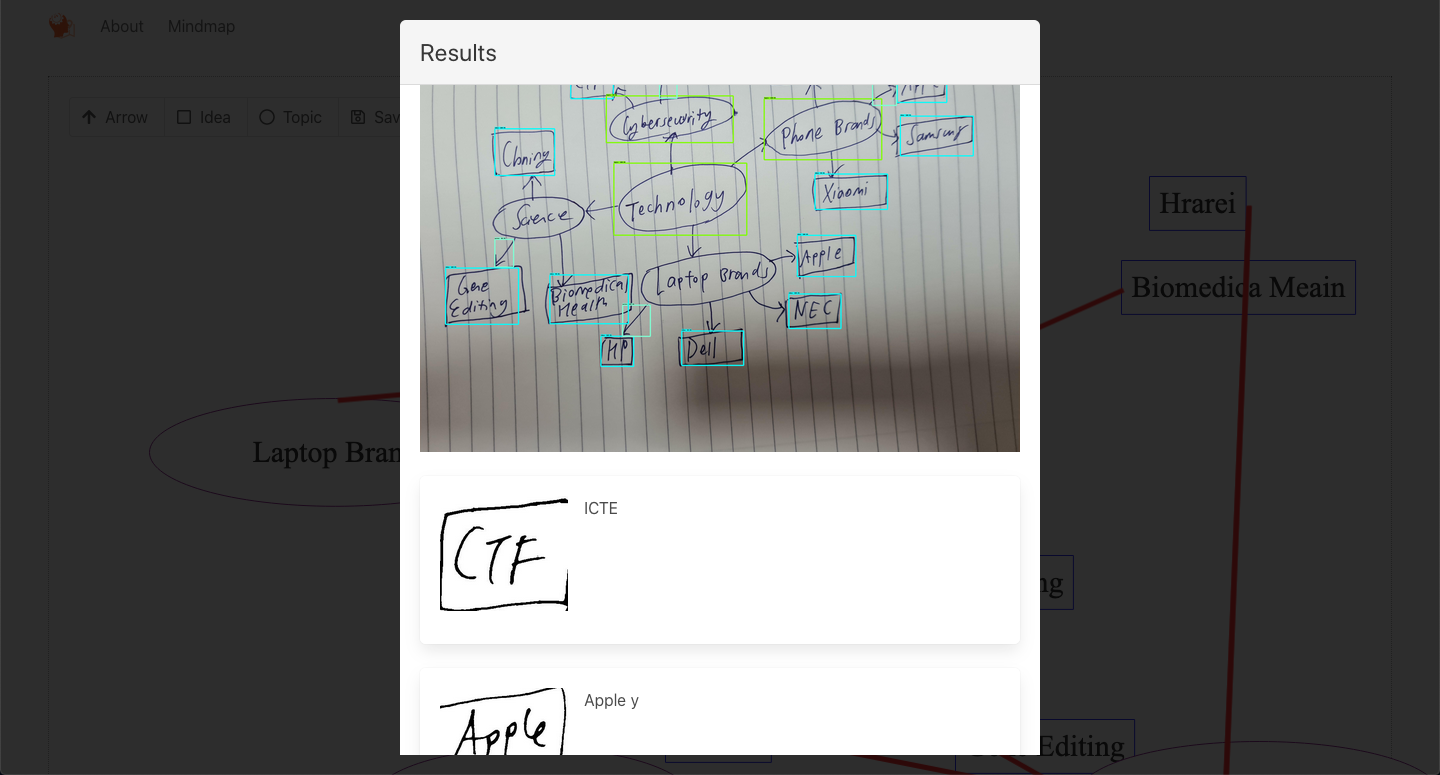 About Mindmap
Results
Arrow Idea Topic Sav
Cybersecurity
Phone Brands
Samsung
Cloning
Technology
Xiaomi
Science
Apple
Laptop Brands
Gene
Editing
Biomedical
Health
NEC
HP
Dell
Hrarei
Biomedica Meain
Laptop Bran
ng
Editing
CTF
ICTE
Apple
Apple y